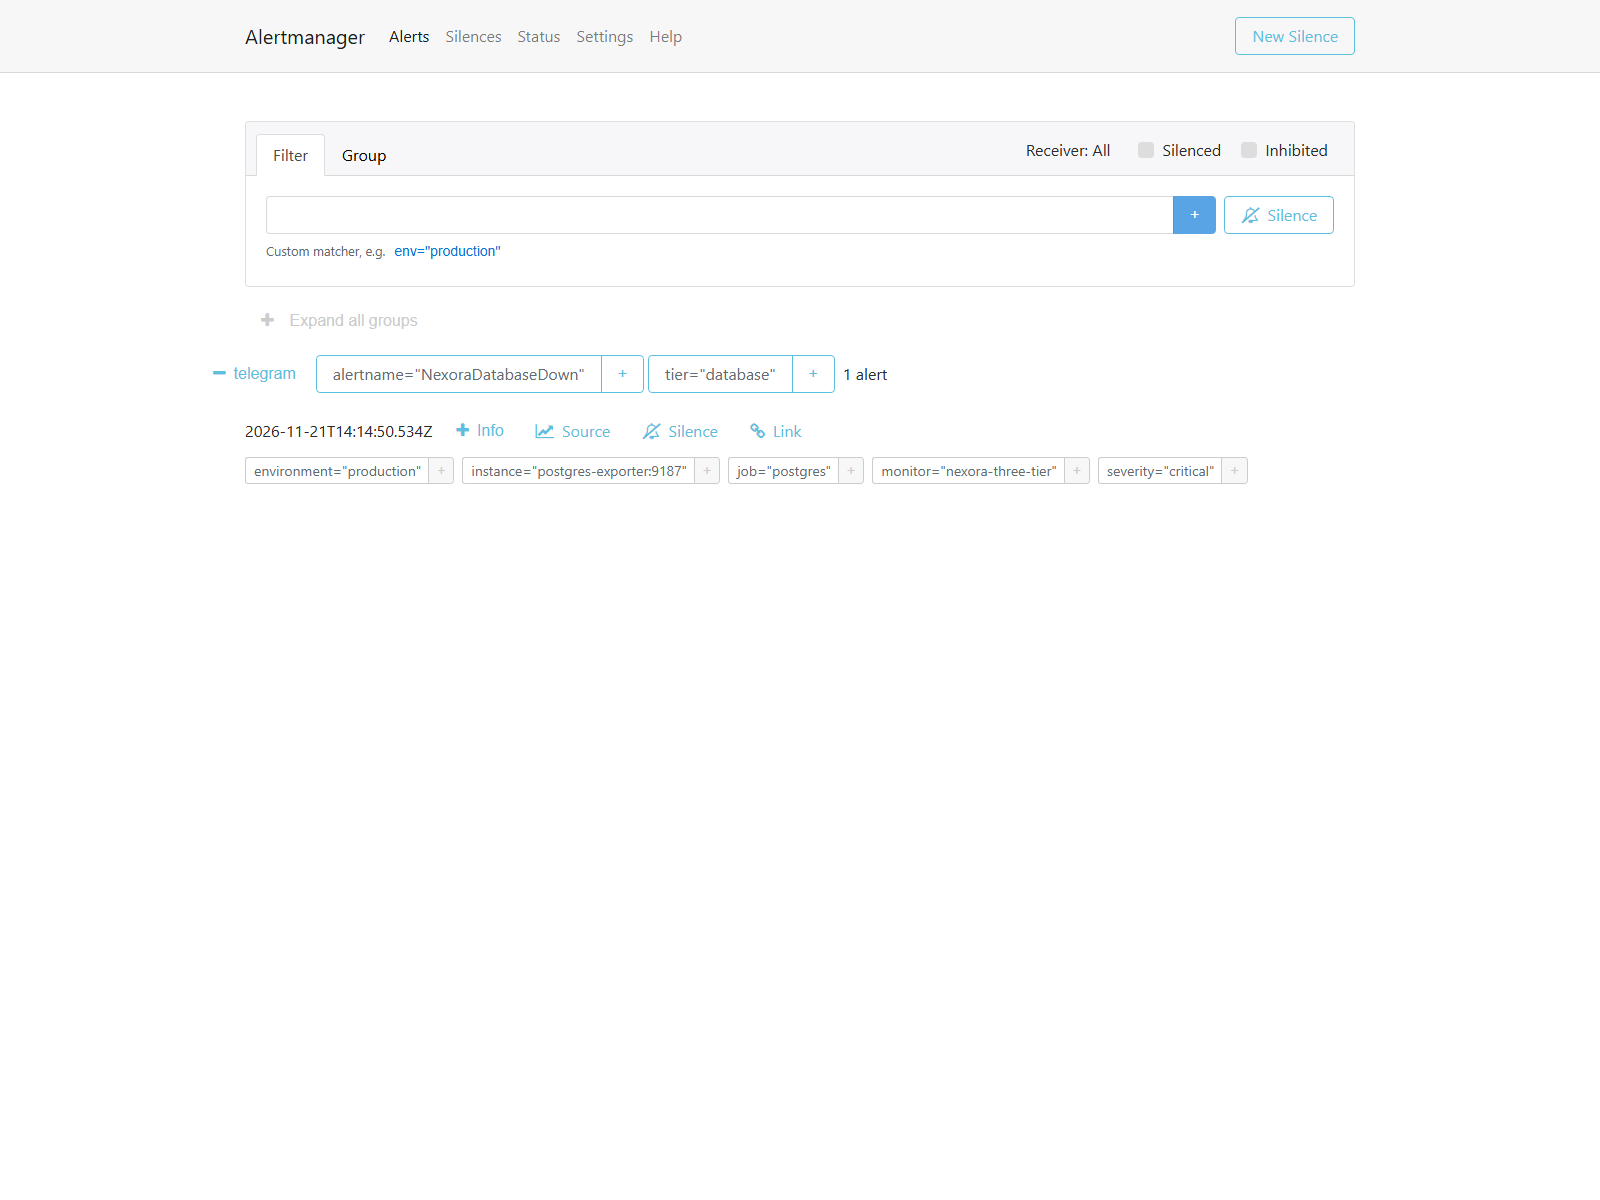 Alertmanager Alerts Silences Status Settings Help New Silence
Filter Group Receiver: All Silenced Inhibited
+ Silence
Custom matcher, e.g. env="production"
+ Expand all groups
telegram alertname="NexoraDatabaseDown" + tier="database" + 1 alert
2026-11-21T14:14:50.534Z + Info Source Silence Link
environment="production" + instance="postgres-exporter:9187" + job="postgres" + monitor="nexora-three-tier" + severity="critical" +